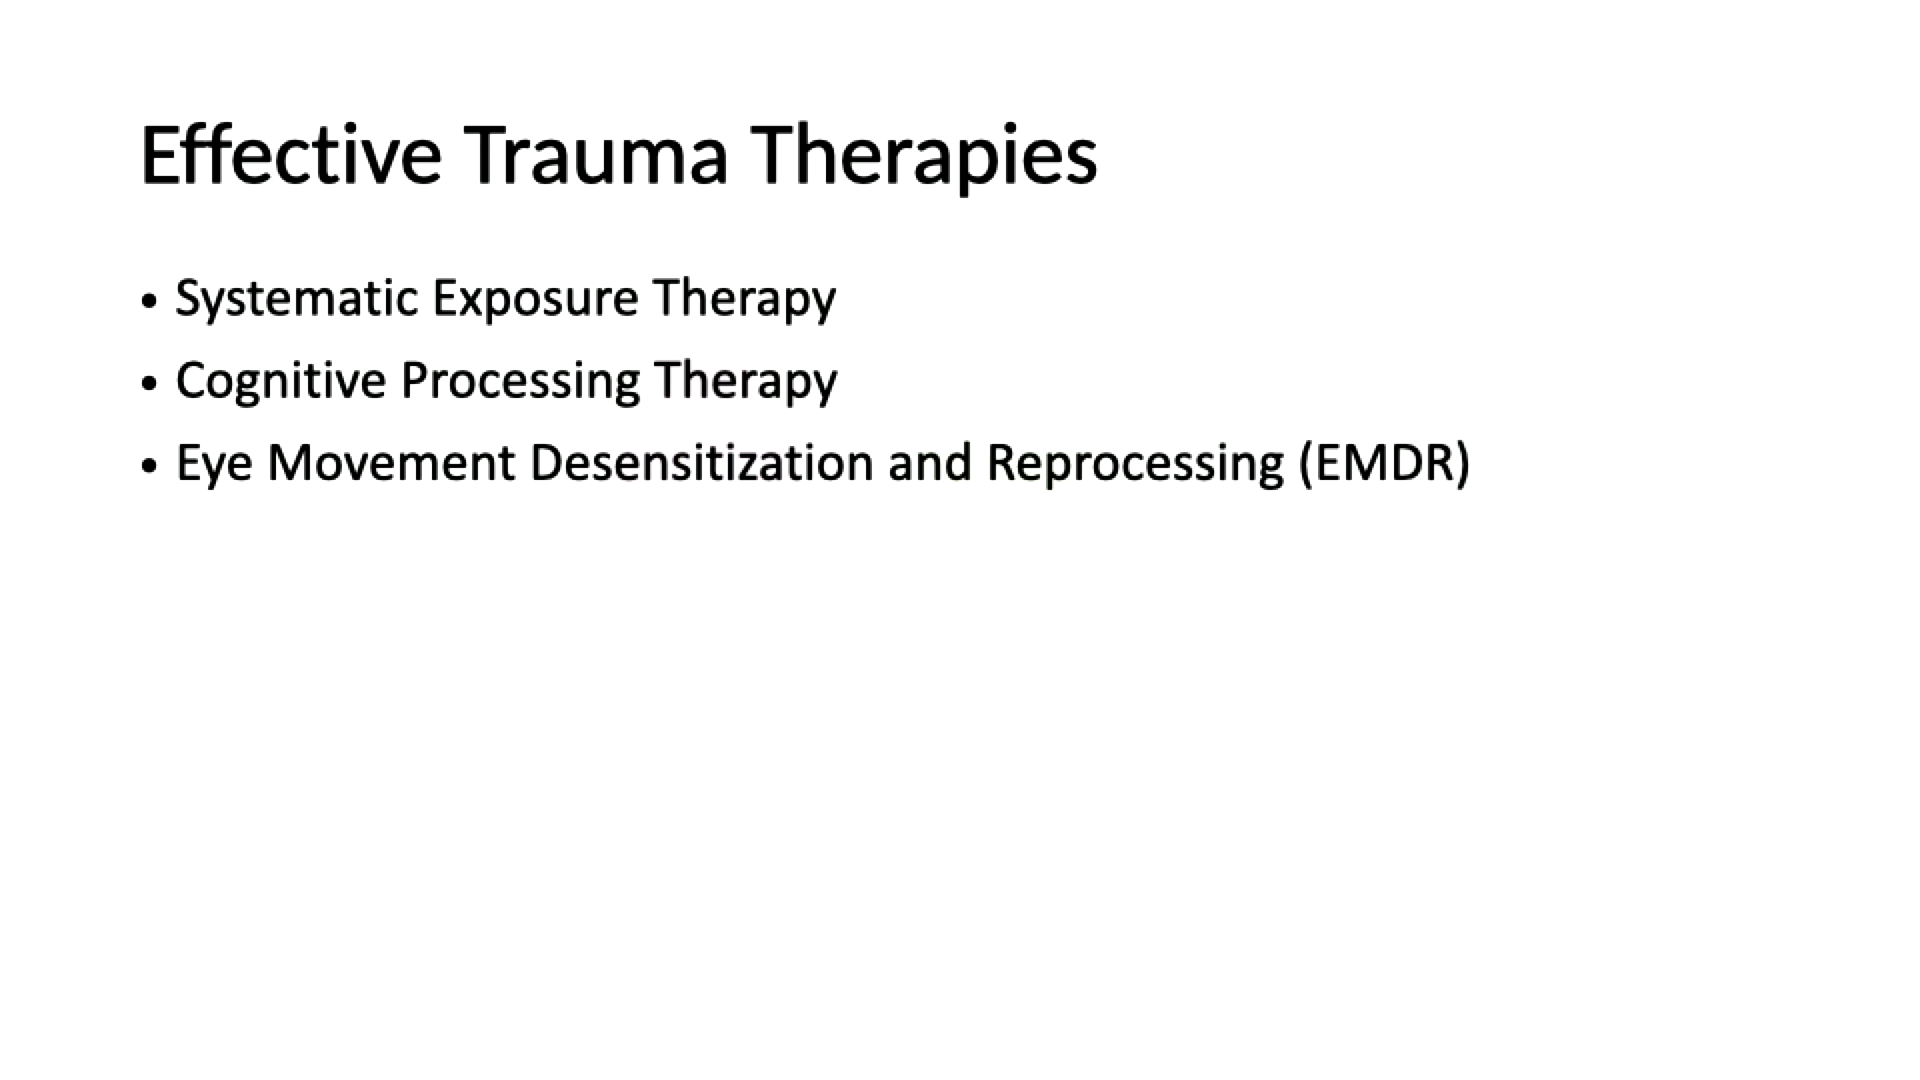 Effective Trauma Therapies
• Systematic Exposure Therapy
• Cognitive Processing Therapy
• Eye Movement Desensitization and Reprocessing (EMDR)